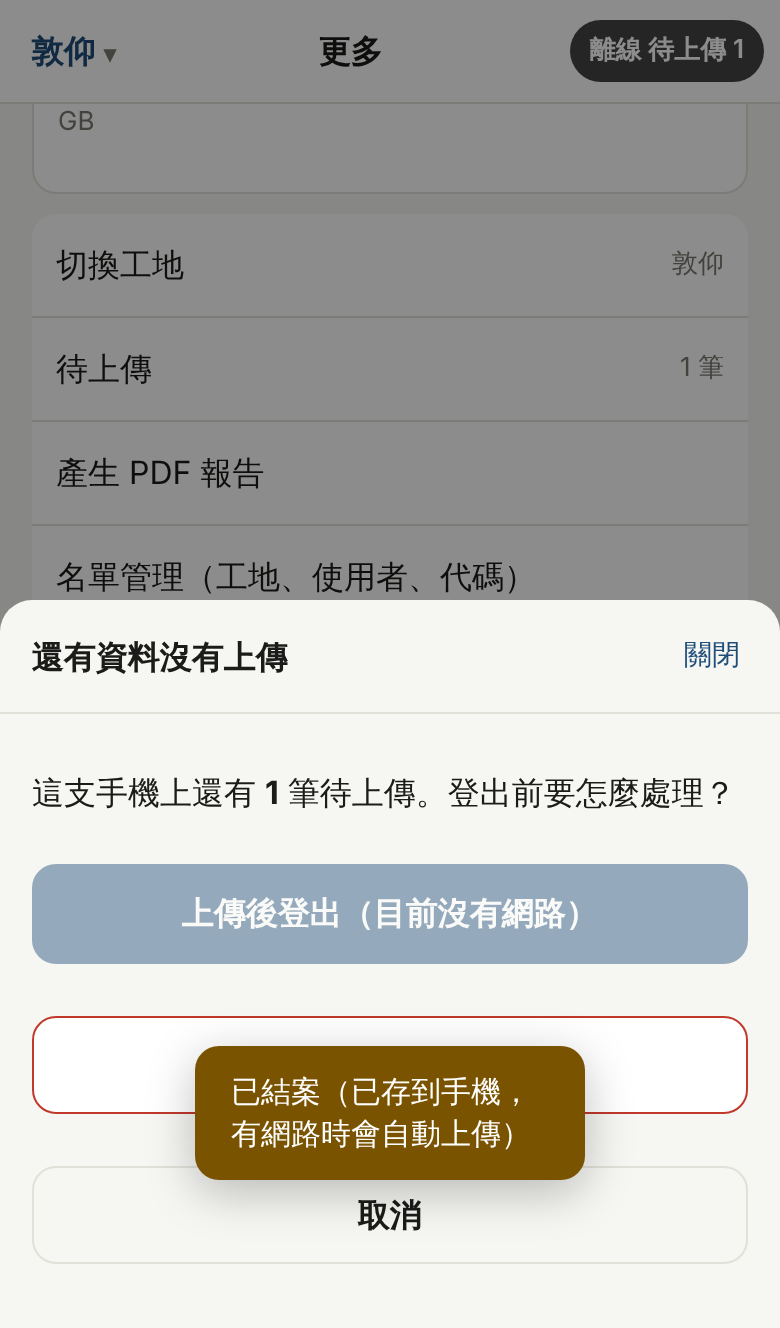 敦仰 ▾
更多
離線 待上傳 1
GB
切換工地
敦仰
待上傳
1 筆
產生 PDF 報告
名單管理（工地、使用者、代碼）
還有資料沒有上傳
關閉
這支手機上還有 1 筆待上傳。登出前要怎麼處理？
上傳後登出（目前沒有網路）
已結案（已存到手機，
有網路時會自動上傳）
取消